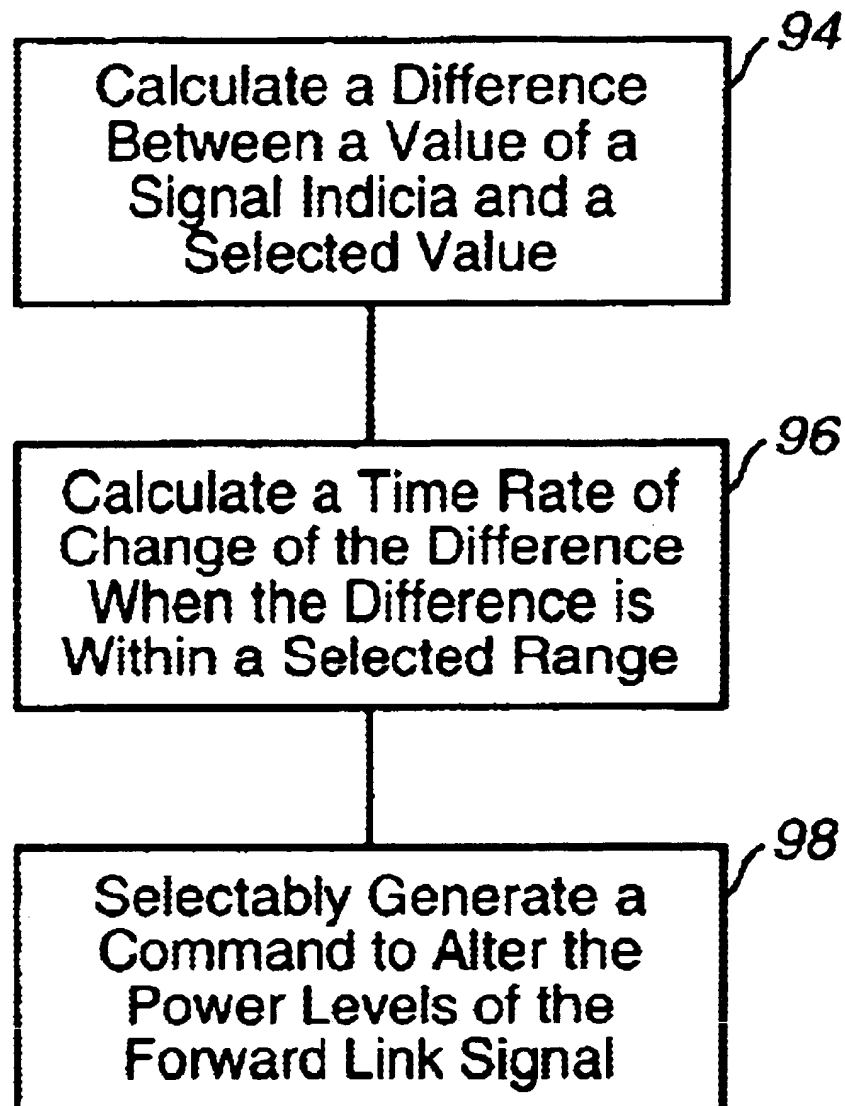 94
Calculate a Difference
Between a Value of a
Signal Indicia and a
Selected Value
96
Calculate a Time Rate of
Change of the Difference
When the Difference is
Within a Selected Range
98
Selectably Generate a
Command to Alter the
Power Levels of the
Forward Link Signal